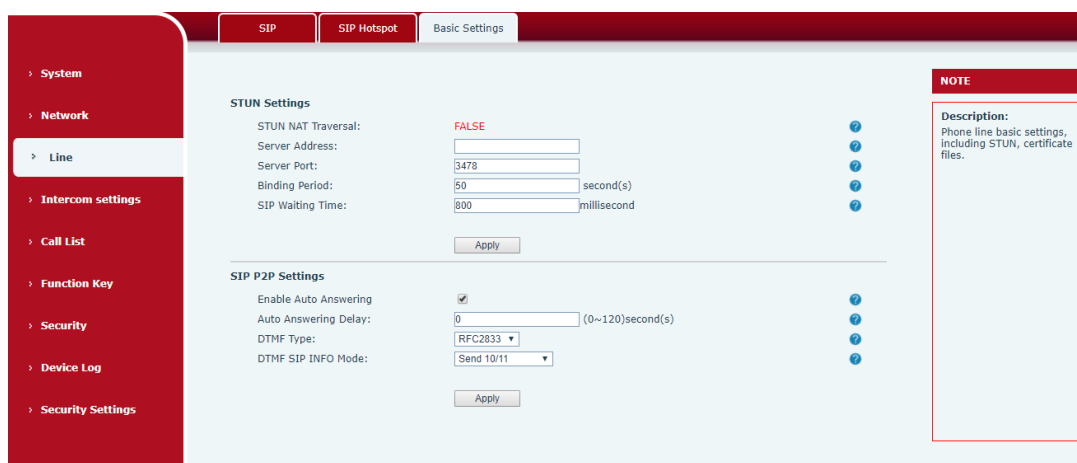 SIP
SIP Hotspot
Basic Settings
› System
› Network
› Line
› Intercom settings
› Call List
› Function Key
› Security
› Device Log
› Security Settings
STUN Settings
STUN NAT Traversal: FALSE ?
Server Address: ?
Server Port: 3478 ?
Binding Period: 50 second(s) ?
SIP Waiting Time: 800 millisecond ?
Apply
SIP P2P Settings
Enable Auto Answering ?
Auto Answering Delay: 0 (0~120)second(s) ?
DTMF Type: RFC2833 ?
DTMF SIP INFO Mode: Send 10/11 ?
Apply
NOTE
Description:
Phone line basic settings,
including STUN, certificate
files.